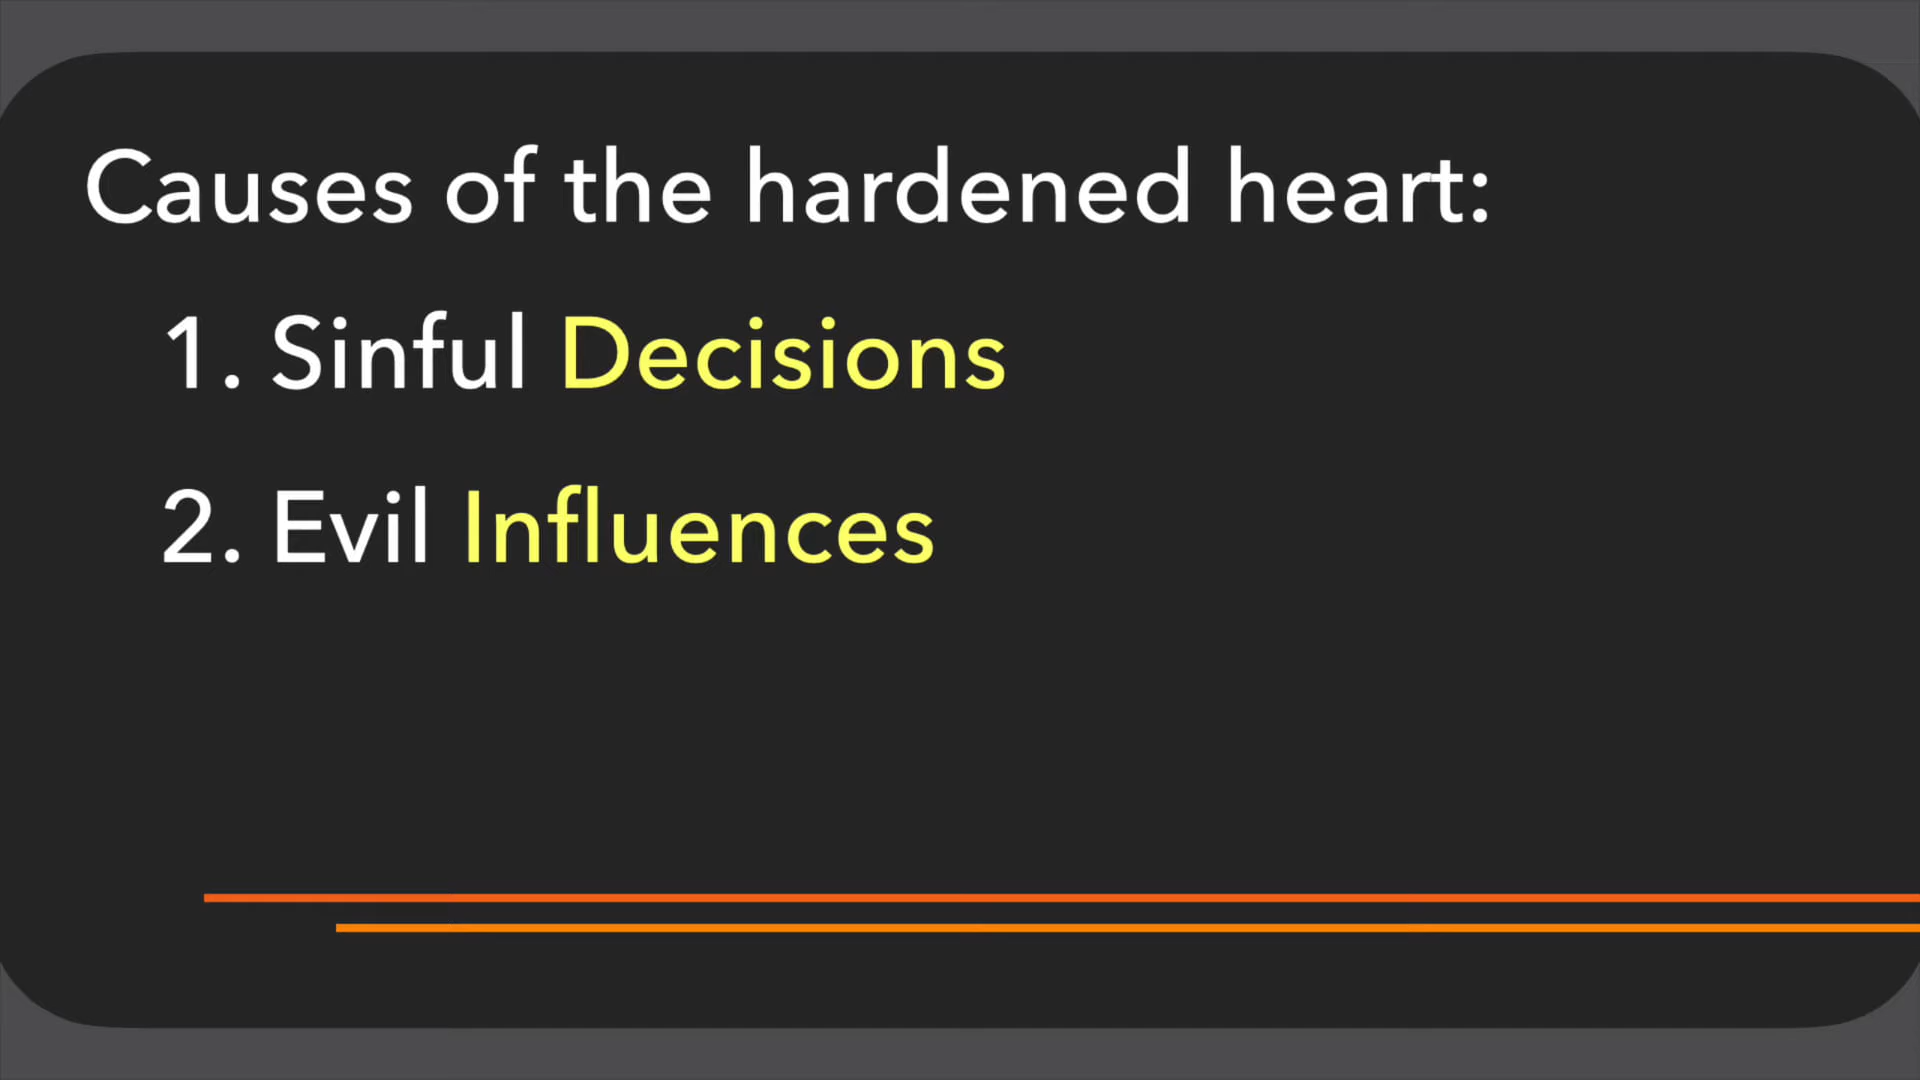 Causes of the hardened heart:
1. Sinful Decisions
2. Evil Influences